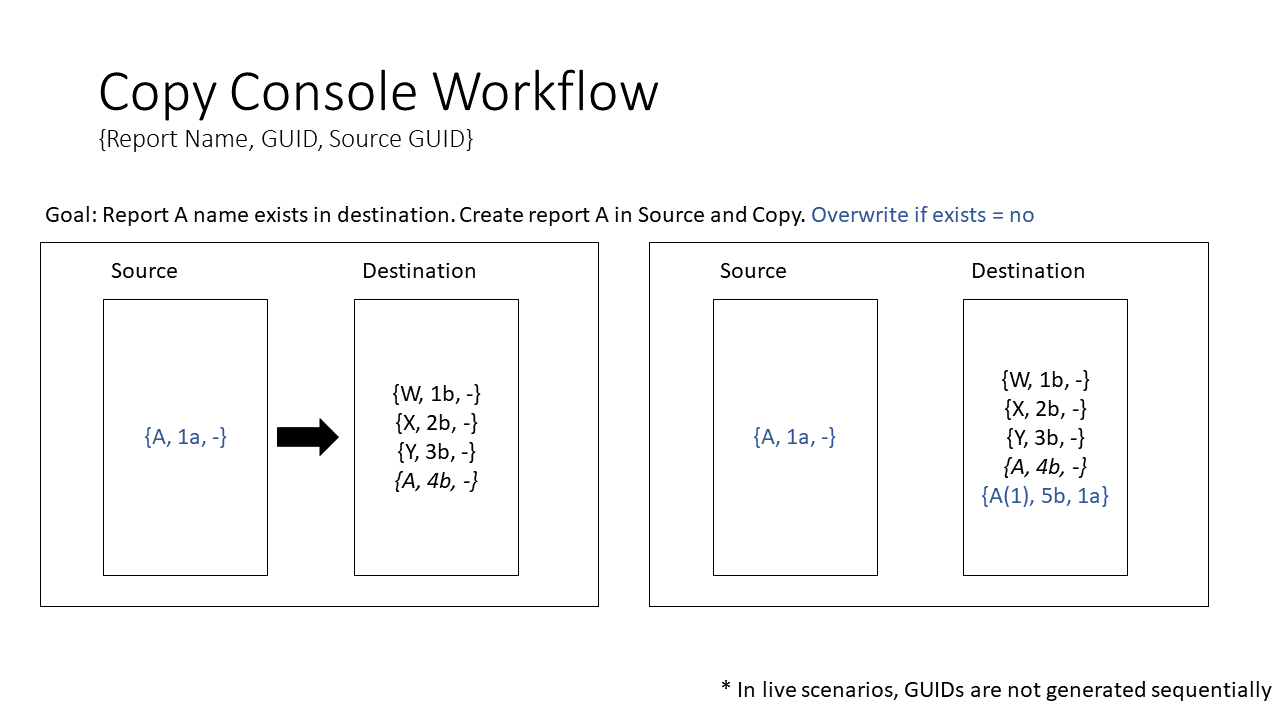 Copy Console Workflow
{Report Name, GUID, Source GUID}
Goal: Report A name exists in destination. Create report A in Source and Copy. Overwrite if exists = no
Source
Destination
{A, 1a, -}
{W, 1b, -}
{X, 2b, -}
{Y, 3b, -}
{A, 4b, -}
Source
Destination
{A, 1a, -}
{W, 1b, -}
{X, 2b, -}
{Y, 3b, -}
{A, 4b, -}
{A(1), 5b, 1a}
* In live scenarios, GUIDs are not generated sequentially